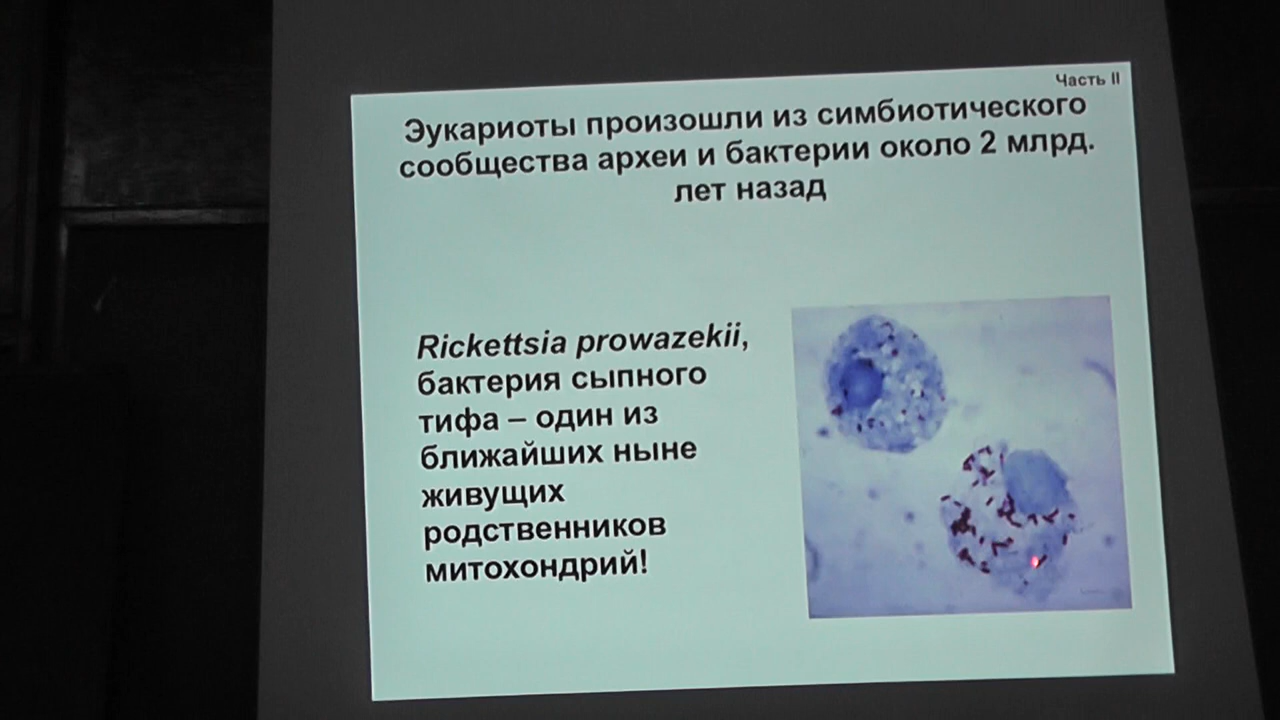 Часть II
Эукариоты произошли из симбиотического
сообщества археи и бактерии около 2 млрд.
лет назад
Rickettsia prowazekii,
бактерия сыпного
тифа – один из
ближайших ныне
живущих
родственников
митохондрий!